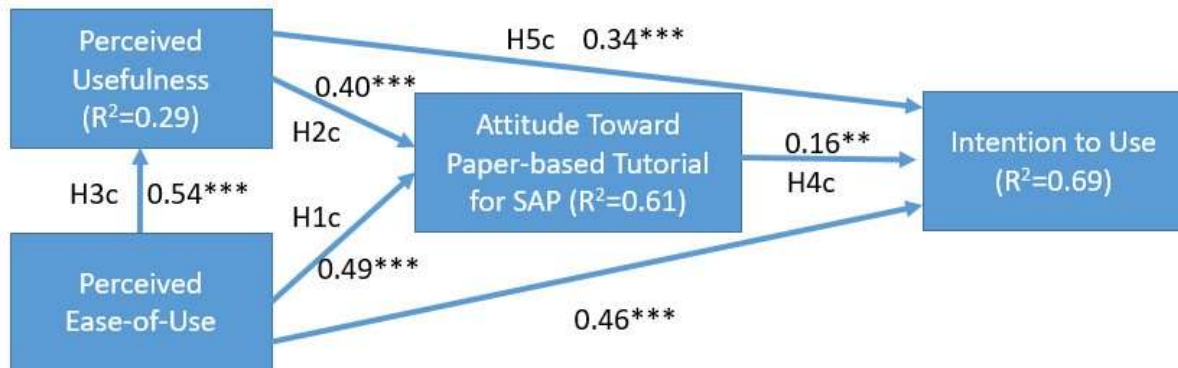 Perceived
Usefulness
(R²=0.29)
H5c 0.34***
0.40***
H2c
Attitude Toward
Paper-based Tutorial
for SAP (R²=0.61)
0.16**
H4c
Intention to Use
(R²=0.69)
H3c 0.54***
H1c
0.49***
Perceived
Ease-of-Use
0.46***